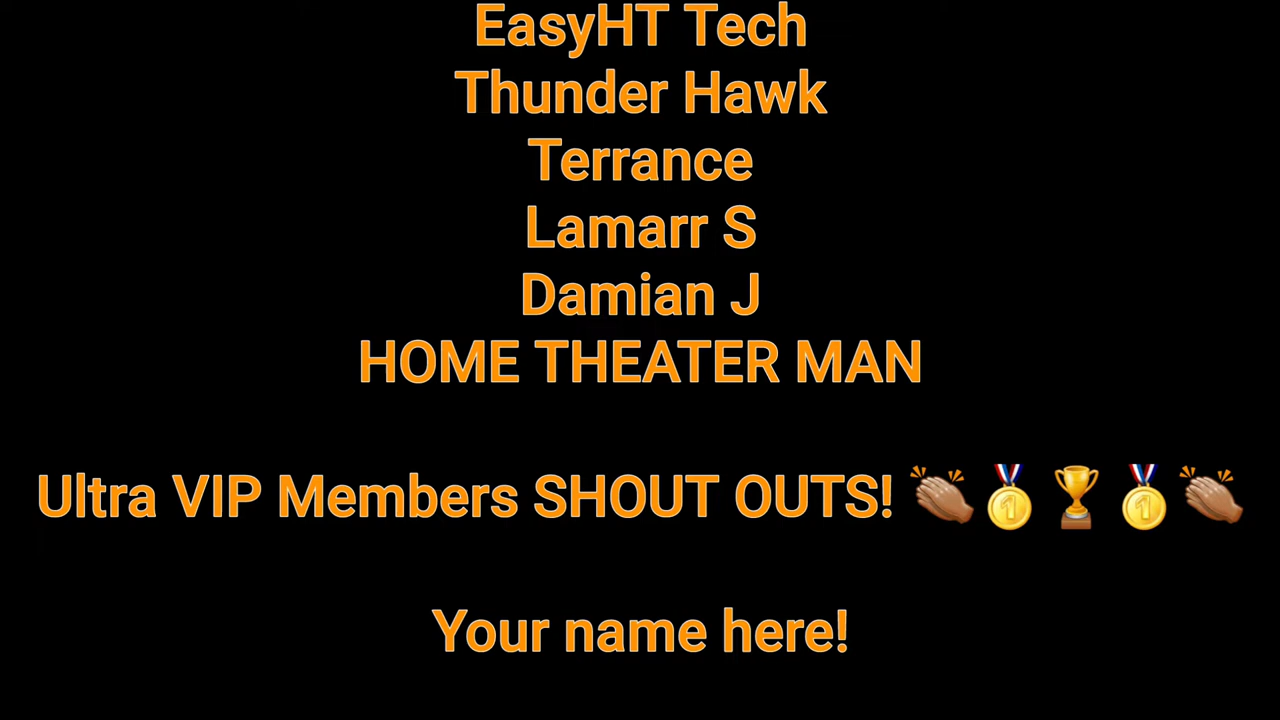 EasyHT Tech
Thunder Hawk
Terrance
Lamarr S
Damian J
HOME THEATER MAN
Ultra VIP Members SHOUT OUTS! 👏🏽🥇🏆🥇👏🏽
Your name here!